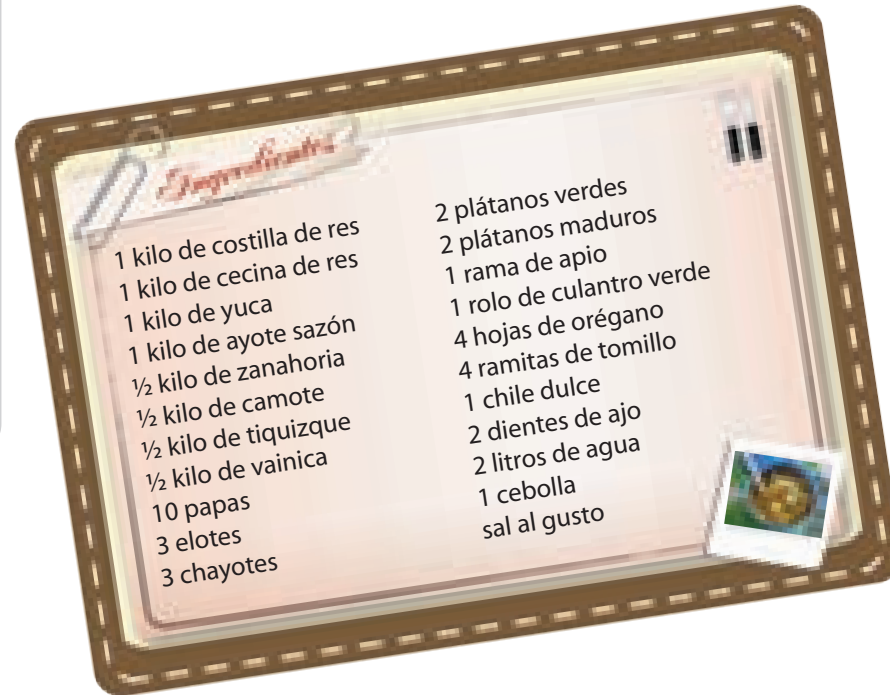 Ingredientes
1 kilo de costilla de res
1 kilo de cecina de res
1 kilo de yuca
1 kilo de ayote sazón
½ kilo de zanahoria
½ kilo de camote
½ kilo de tiquizque
½ kilo de vainica
10 papas
3 elotes
3 chayotes
2 plátanos verdes
2 plátanos maduros
1 rama de apio
1 rolo de culantro verde
4 hojas de orégano
4 ramitas de tomillo
1 chile dulce
2 dientes de ajo
2 litros de agua
1 cebolla
sal al gusto